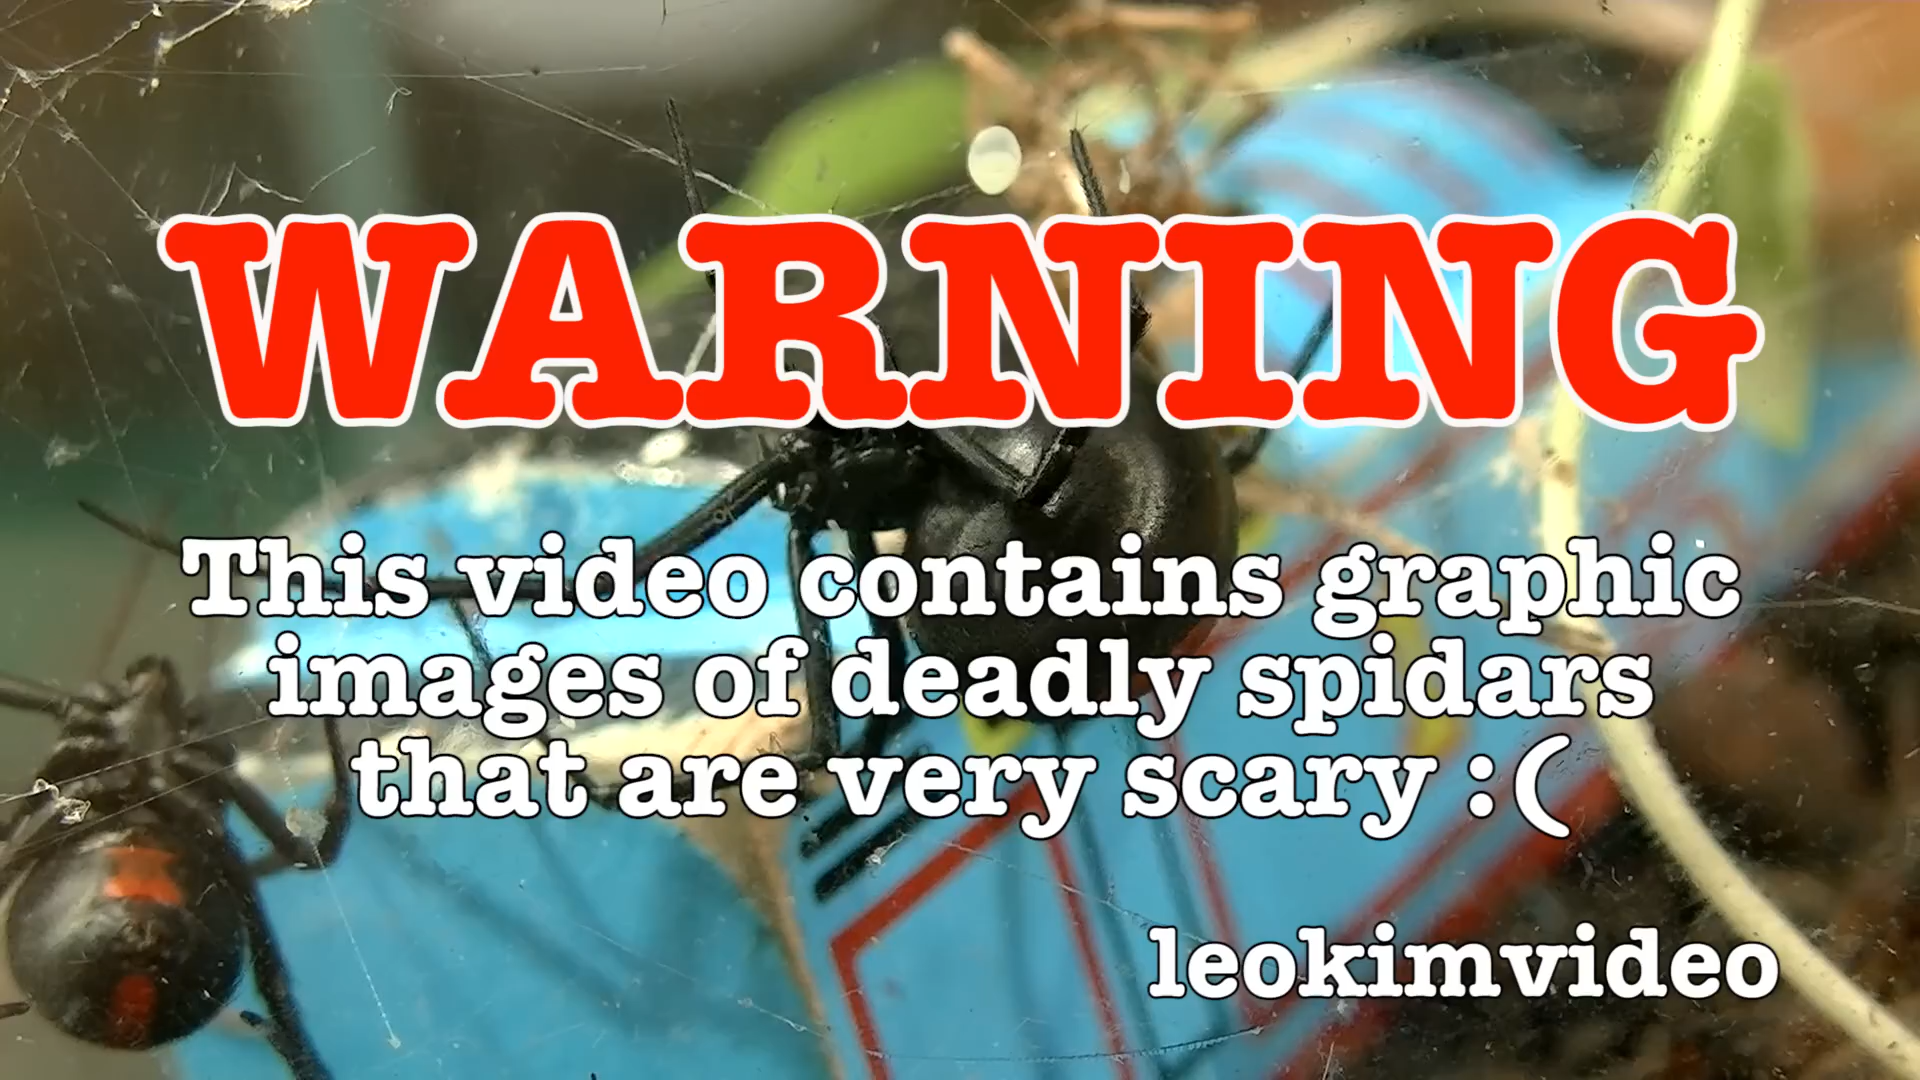 WARNING
This video contains graphic
images of deadly spidars
that are very scary :(
leokimvideo